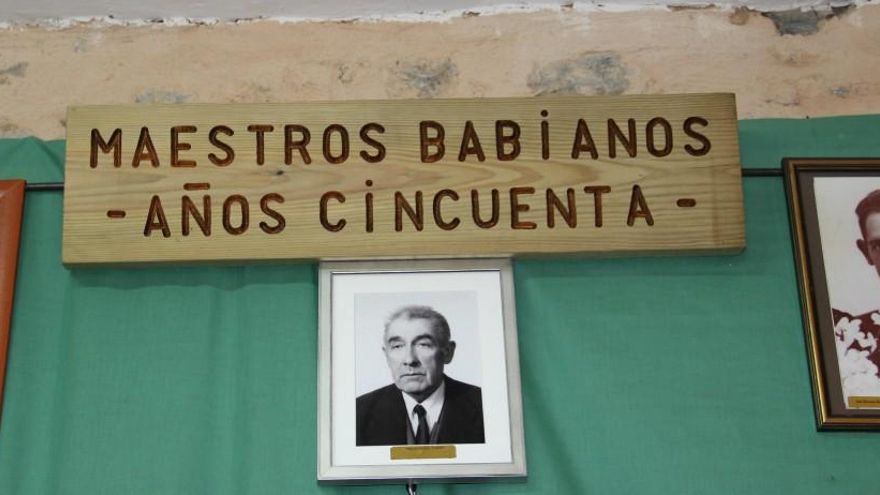 MAESTROS BABIANOS
- AÑOS CINCUENTA -